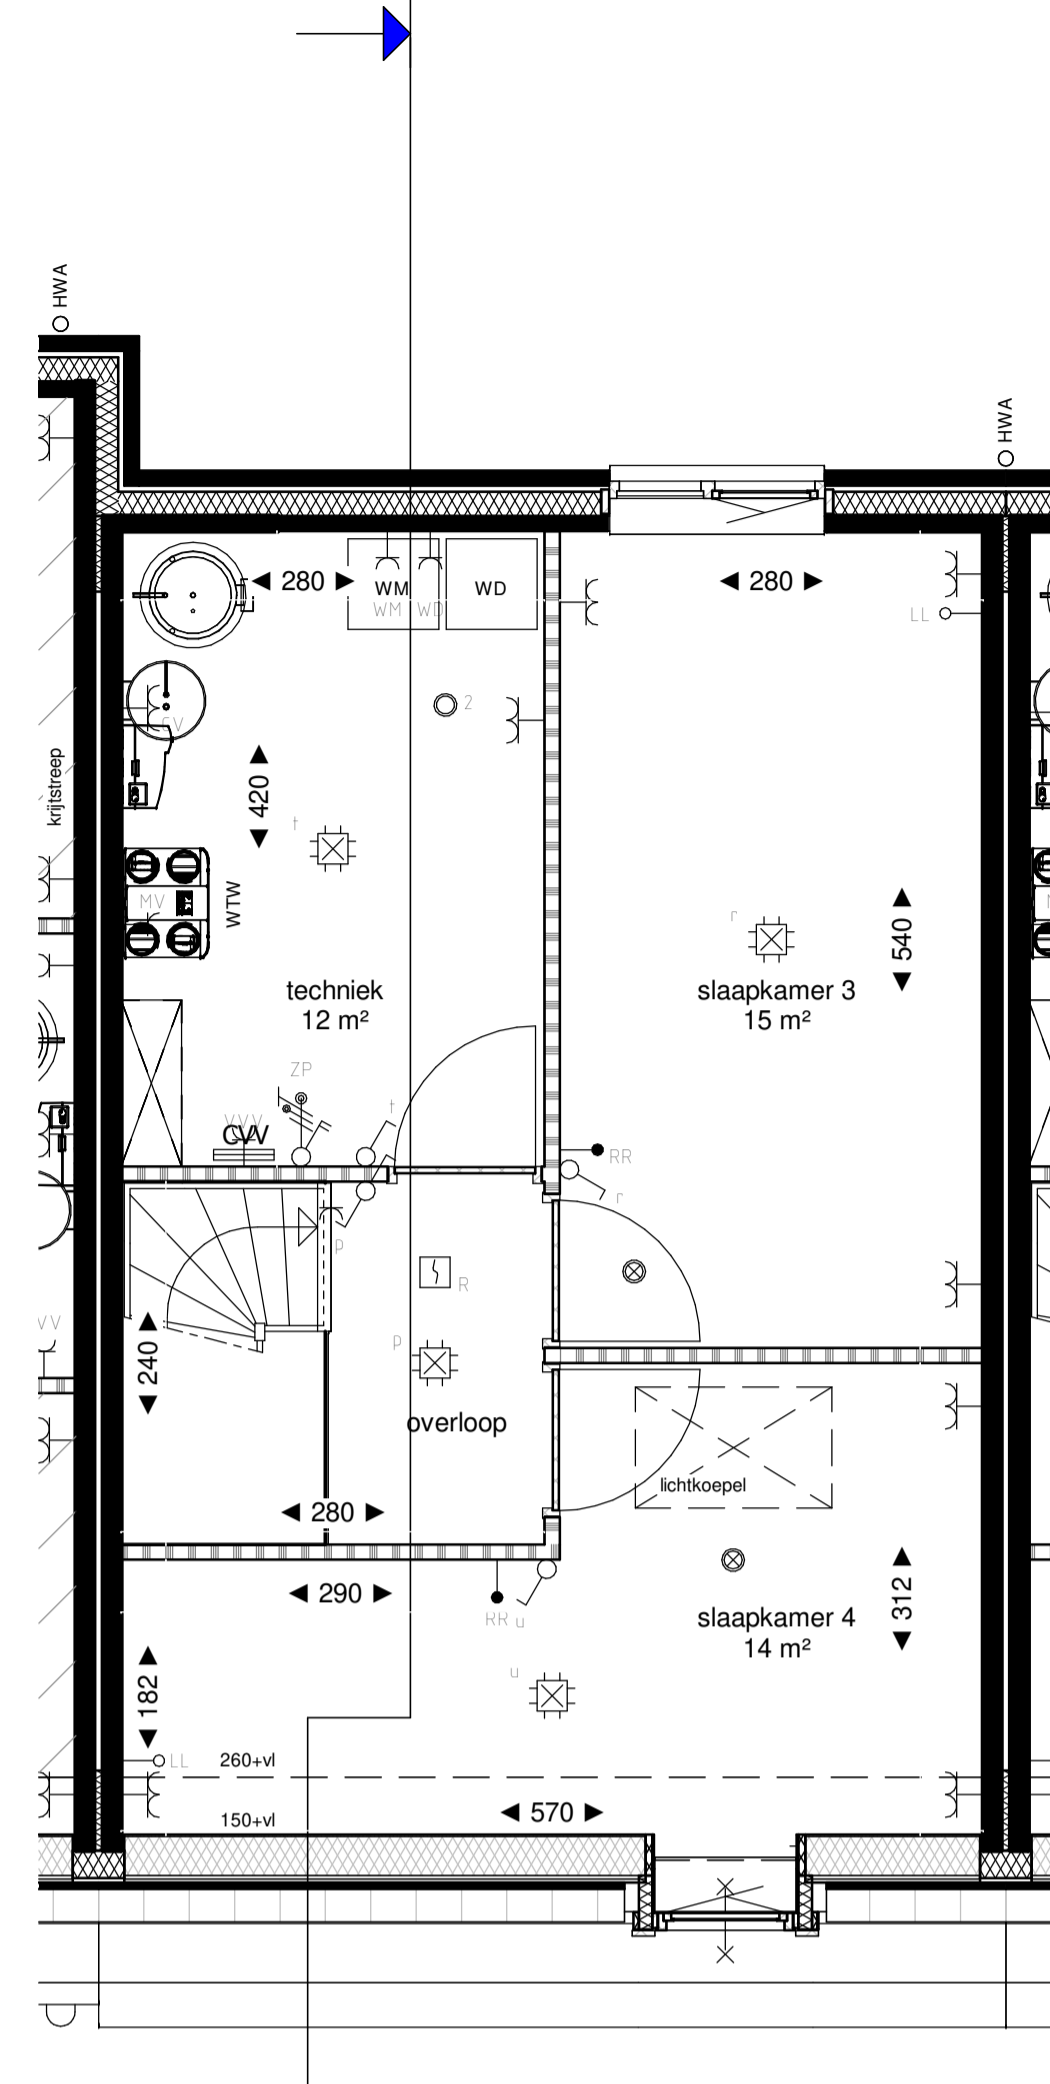 HWA
HWA
280
WM
WD
WM
WD
280
LL
2
CV
420
krijtstreep
t
MV
WTW
r
540
techniek
12 m²
slaapkamer 3
15 m²
ZP
t
VVV
CVV
RR
r
p
R
VV
240
p
overloop
lichtkoepel
280
290
RR
u
slaapkamer 4
14 m²
312
u
182
LL
260+vl
150+vl
570